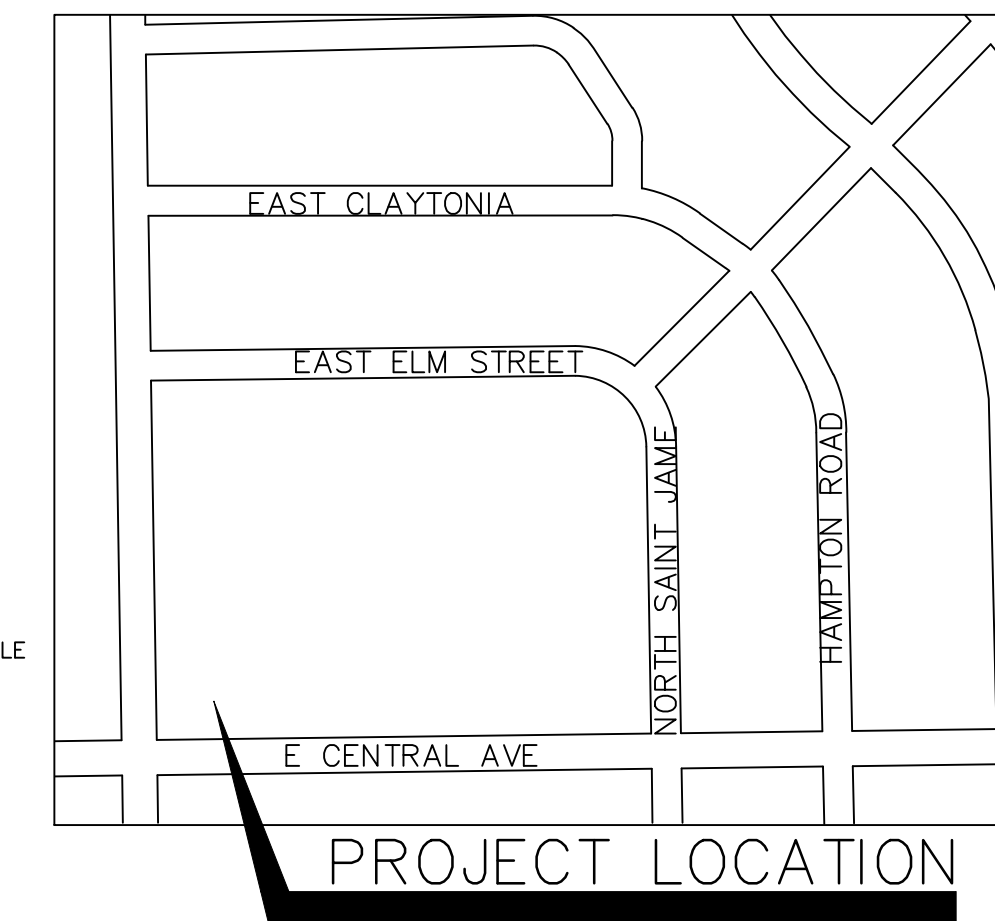 EAST CLAYTONIA
EAST ELM STREET
NORTH SAINT JAME
HAMPTON ROAD
LE
E CENTRAL AVE
PROJECT LOCATION